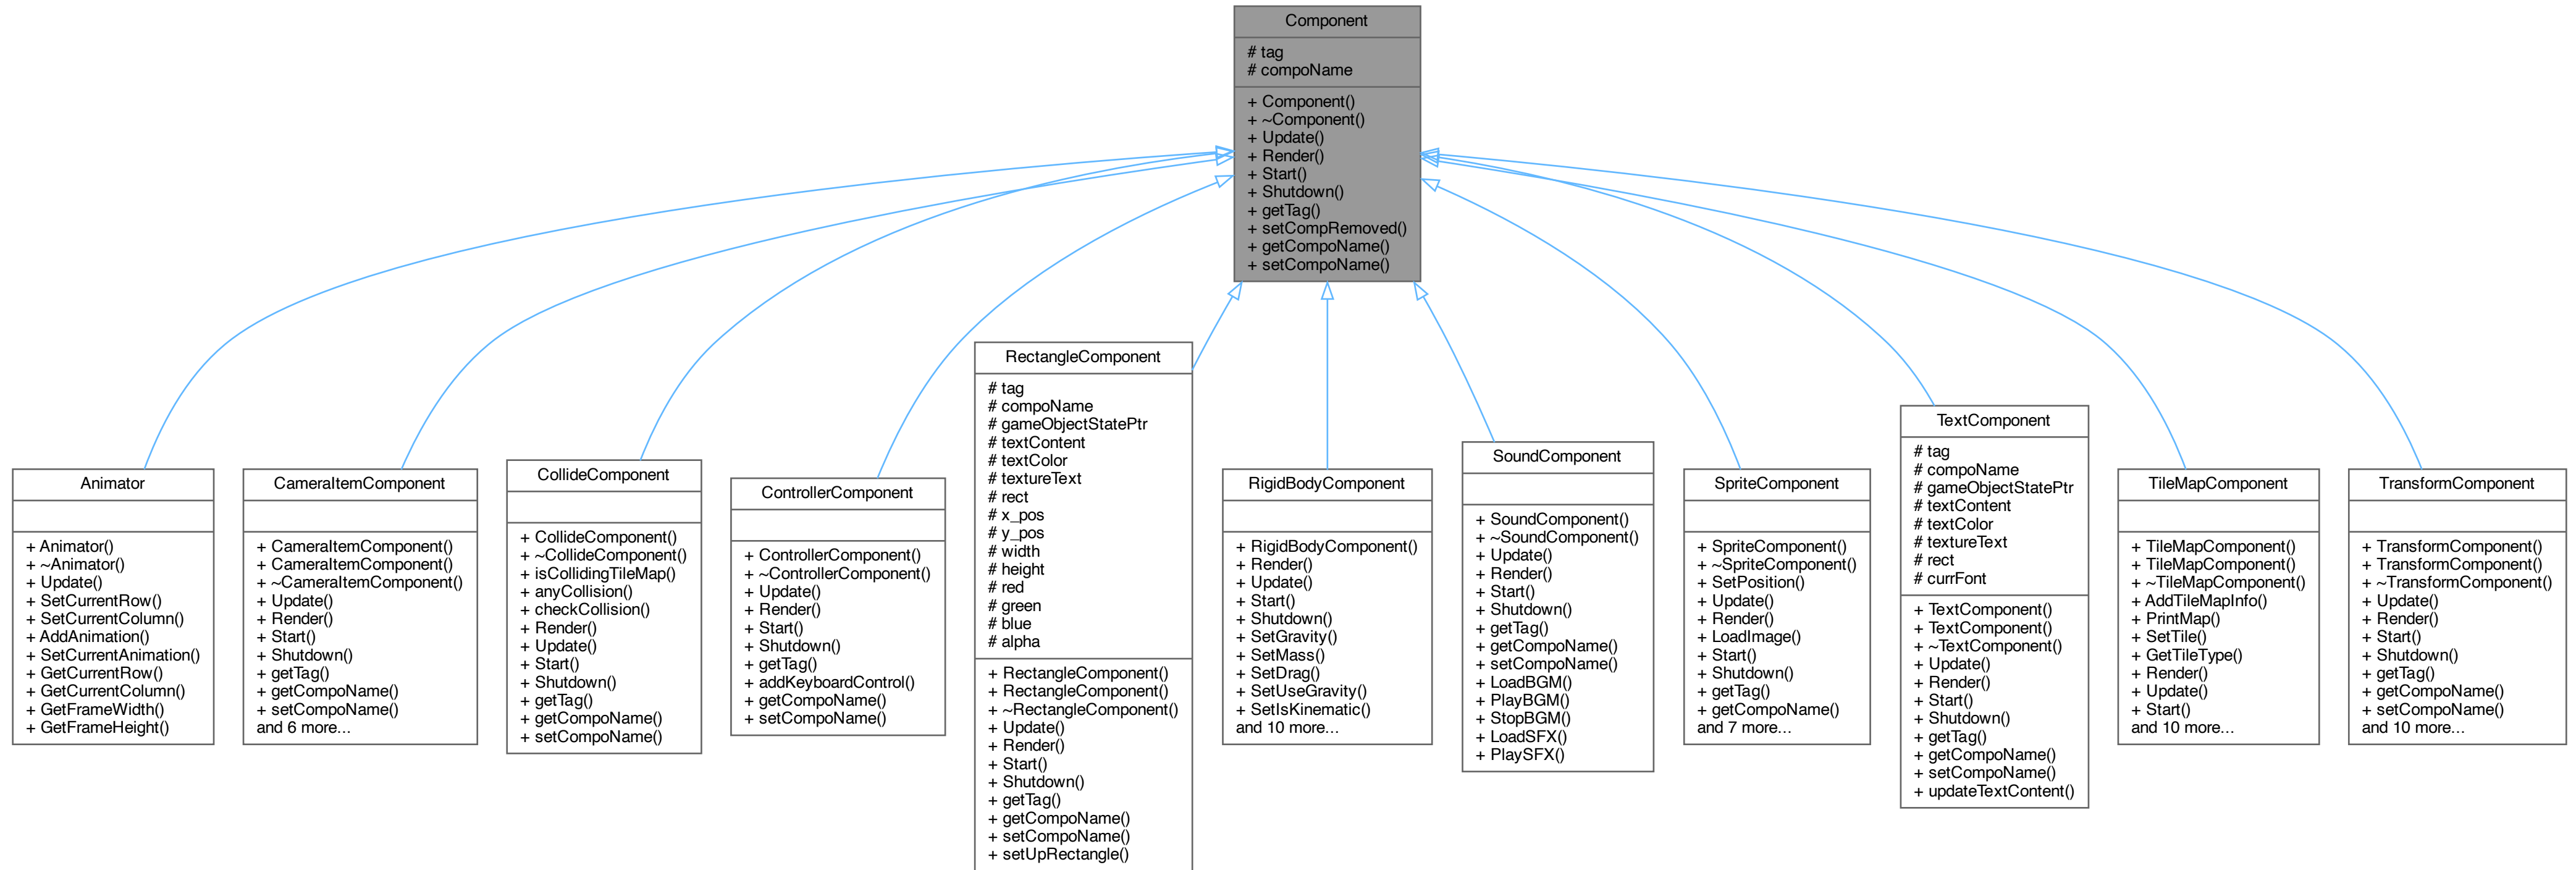 Component
# tag
# compoName
+ Component()
+ ~Component()
+ Update()
+ Render()
+ Start()
+ Shutdown()
+ getTag()
+ setCompRemoved()
+ getCompoName()
+ setCompoName()
Animator
+ Animator()
+ ~Animator()
+ Update()
+ SetCurrentRow()
+ SetCurrentColumn()
+ AddAnimation()
+ SetCurrentAnimation()
+ GetCurrentRow()
+ GetCurrentColumn()
+ GetFrameWidth()
+ GetFrameHeight()
CameraItemComponent
+ CameraItemComponent()
+ CameraItemComponent()
+ ~CameraItemComponent()
+ Update()
+ Render()
+ Start()
+ Shutdown()
+ getTag()
+ getCompoName()
+ setCompoName()
and 6 more...
CollideComponent
+ CollideComponent()
+ ~CollideComponent()
+ isCollidingTileMap()
+ anyCollision()
+ checkCollision()
+ Render()
+ Update()
+ Start()
+ Shutdown()
+ getTag()
+ getCompoName()
+ setCompoName()
ControllerComponent
+ ControllerComponent()
+ ~ControllerComponent()
+ Update()
+ Render()
+ Start()
+ Shutdown()
+ getTag()
+ addKeyboardControl()
+ getCompoName()
+ setCompoName()
RectangleComponent
# tag
# compoName
# gameObjectStatePtr
# textContent
# textColor
# textureText
# rect
# x_pos
# y_pos
# width
# height
# red
# green
# blue
# alpha
+ RectangleComponent()
+ RectangleComponent()
+ ~RectangleComponent()
+ Update()
+ Render()
+ Start()
+ Shutdown()
+ getTag()
+ getCompoName()
+ setCompoName()
+ setUpRectangle()
RigidBodyComponent
+ RigidBodyComponent()
+ Render()
+ Update()
+ Start()
+ Shutdown()
+ SetGravity()
+ SetMass()
+ SetDrag()
+ SetUseGravity()
+ SetIsKinematic()
and 10 more...
SoundComponent
+ SoundComponent()
+ ~SoundComponent()
+ Update()
+ Render()
+ Start()
+ Shutdown()
+ getTag()
+ getCompoName()
+ setCompoName()
+ LoadBGM()
+ PlayBGM()
+ StopBGM()
+ LoadSFX()
+ PlaySFX()
SpriteComponent
+ SpriteComponent()
+ ~SpriteComponent()
+ SetPosition()
+ Update()
+ Render()
+ LoadImage()
+ Start()
+ Shutdown()
+ getTag()
+ getCompoName()
and 7 more...
TextComponent
# tag
# compoName
# gameObjectStatePtr
# textContent
# textColor
# textureText
# rect
# currFont
+ TextComponent()
+ TextComponent()
+ ~TextComponent()
+ Update()
+ Render()
+ Start()
+ Shutdown()
+ getTag()
+ getCompoName()
+ setCompoName()
+ updateTextContent()
TileMapComponent
+ TileMapComponent()
+ TileMapComponent()
+ ~TileMapComponent()
+ AddTileMapInfo()
+ PrintMap()
+ SetTile()
+ GetTileType()
+ Render()
+ Update()
+ Start()
and 10 more...
TransformComponent
+ TransformComponent()
+ TransformComponent()
+ ~TransformComponent()
+ Update()
+ Render()
+ Start()
+ Shutdown()
+ getTag()
+ getCompoName()
+ setCompoName()
and 10 more...